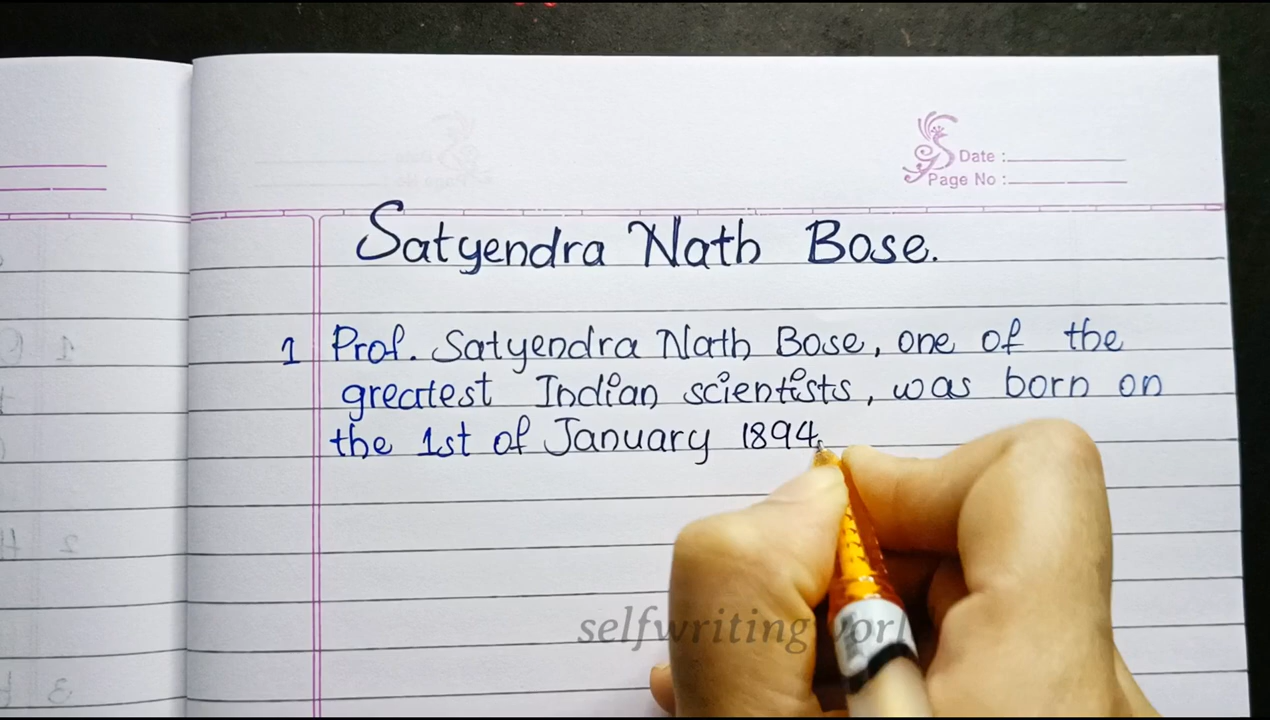 Date :
Page No :
Satyendra Nath Bose.
1 Prof. Satyendra Nath Bose, one of the
greatest Indian scientists, was born on
the 1st of January 1894.
selfwriting